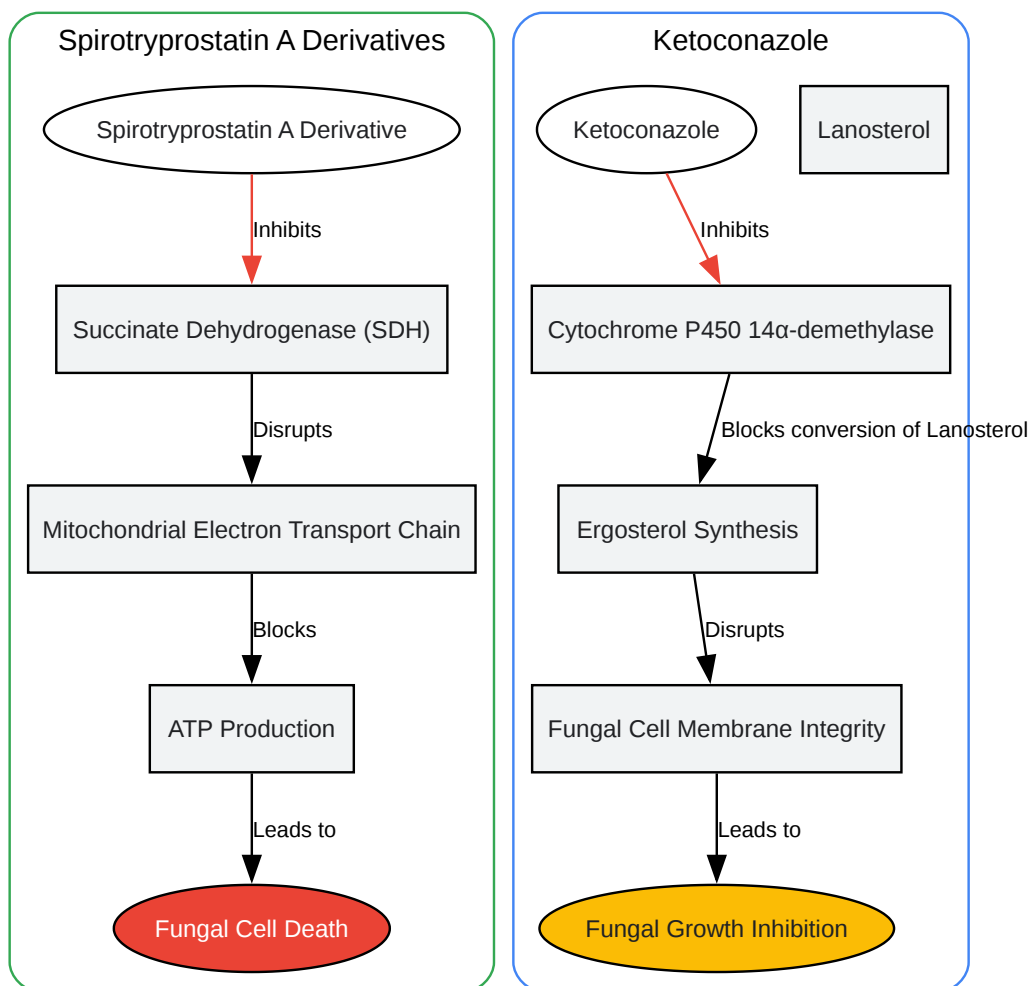 Spirotryprostatin A Derivatives
Spirotryprostatin A Derivative
Inhibits
Succinate Dehydrogenase (SDH)
Disrupts
Mitochondrial Electron Transport Chain
Blocks
ATP Production
Leads to
Fungal Cell Death
Ketoconazole
Ketoconazole
Lanosterol
Inhibits
Cytochrome P450 14α-demethylase
Blocks conversion of Lanosterol
Ergosterol Synthesis
Disrupts
Fungal Cell Membrane Integrity
Leads to
Fungal Growth Inhibition